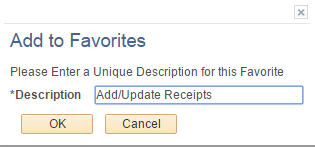 Add to Favorites
Please Enter a Unique Description for this Favorite
*Description Add/Update Receipts
OK Cancel